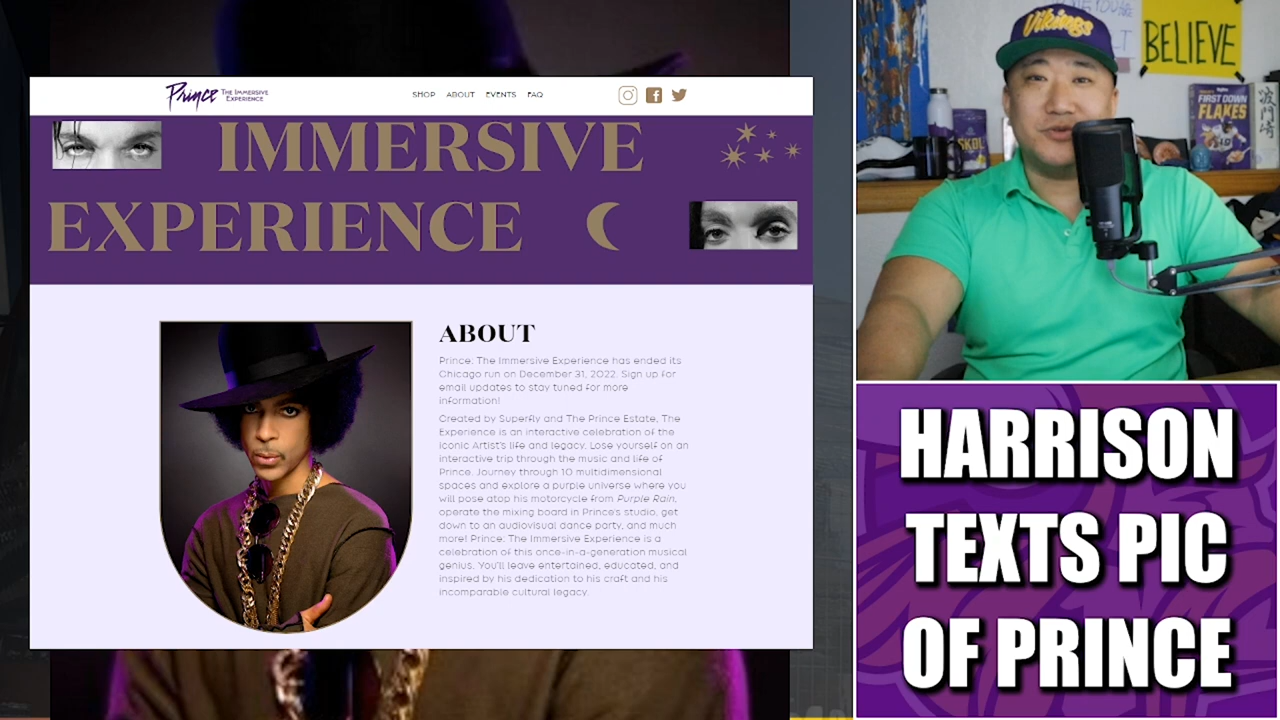 Prince THE IMMERSIVE EXPERIENCE
SHOP ABOUT EVENTS FAQ
IMMERSIVE
EXPERIENCE
ABOUT
Prince: The Immersive Experience has ended its
Chicago run on December 31, 2022. Sign up for
email updates to stay tuned for more
information!
Created by Superfly and The Prince Estate, The
Experience is an interactive celebration of the
iconic Artist's life and legacy. Lose yourself on an
interactive trip through the music and life of
Prince. Journey through 10 multidimensional
spaces and explore a purple universe where you
will pose atop his motorcycle from Purple Rain,
operate the mixing board in Prince's studio, get
down to an audiovisual dance party, and much
more! Prince: The Immersive Experience is a
celebration of this once-in-a-generation musical
genius. You'll leave entertained, educated, and
inspired by his dedication to his craft and his
incomparable cultural legacy.
Vikings
BELIEVE
SKOL
FIRST DOWN
FLAKES
HARRISON
TEXTS PIC
OF PRINCE